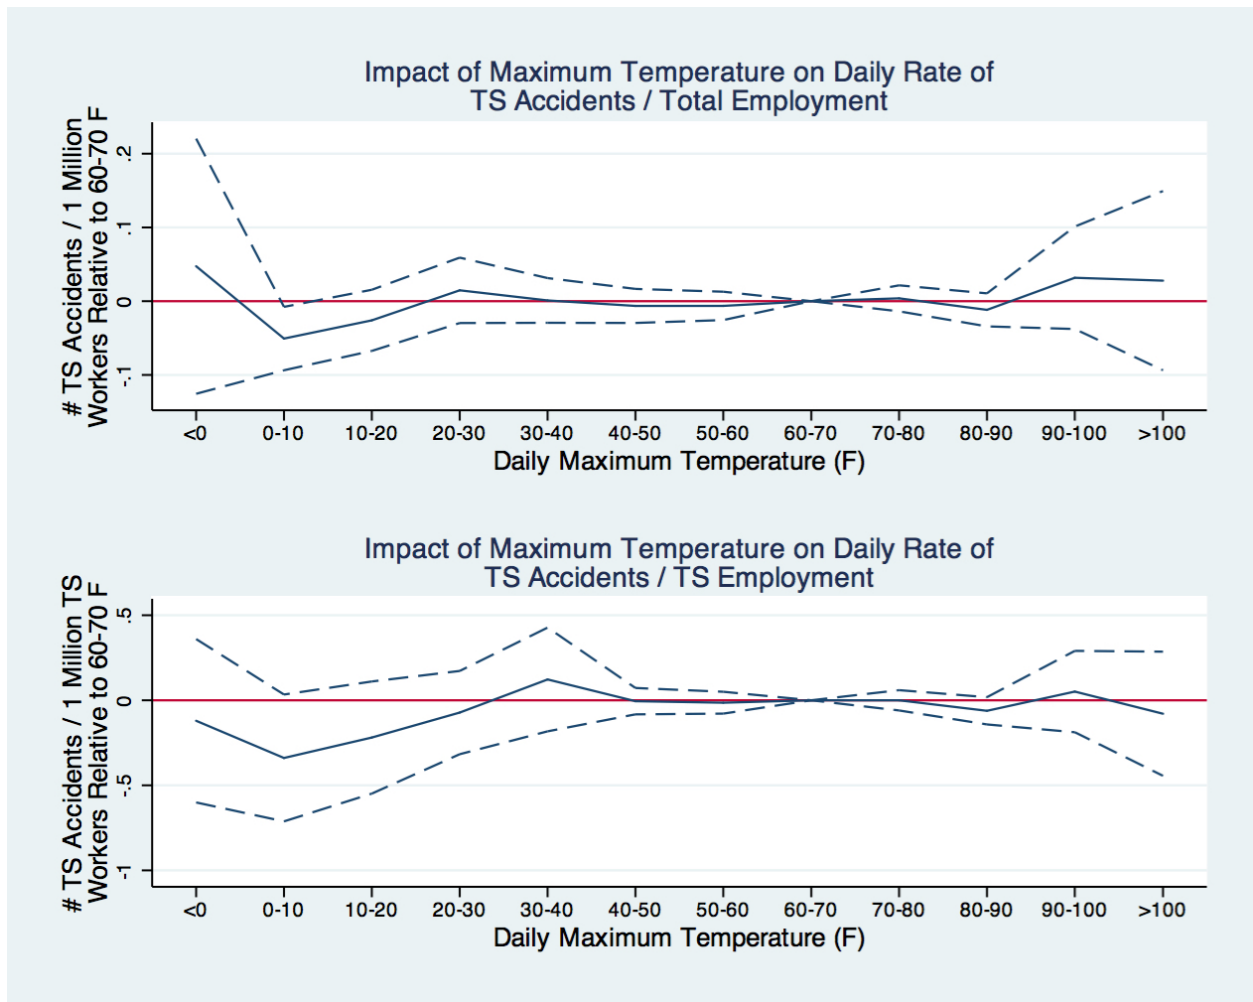 Impact of Maximum Temperature on Daily Rate of
TS Accidents / Total Employment
# TS Accidents / 1 Million
Workers Relative to 60-70 F
.2
.1
0
-.1
<0 0-10 10-20 20-30 30-40 40-50 50-60 60-70 70-80 80-90 90-100 >100
Daily Maximum Temperature (F)
Impact of Maximum Temperature on Daily Rate of
TS Accidents / TS Employment
# TS Accidents / 1 Million TS
Workers Relative to 60-70 F
.5
0
-.5
-1
<0 0-10 10-20 20-30 30-40 40-50 50-60 60-70 70-80 80-90 90-100 >100
Daily Maximum Temperature (F)